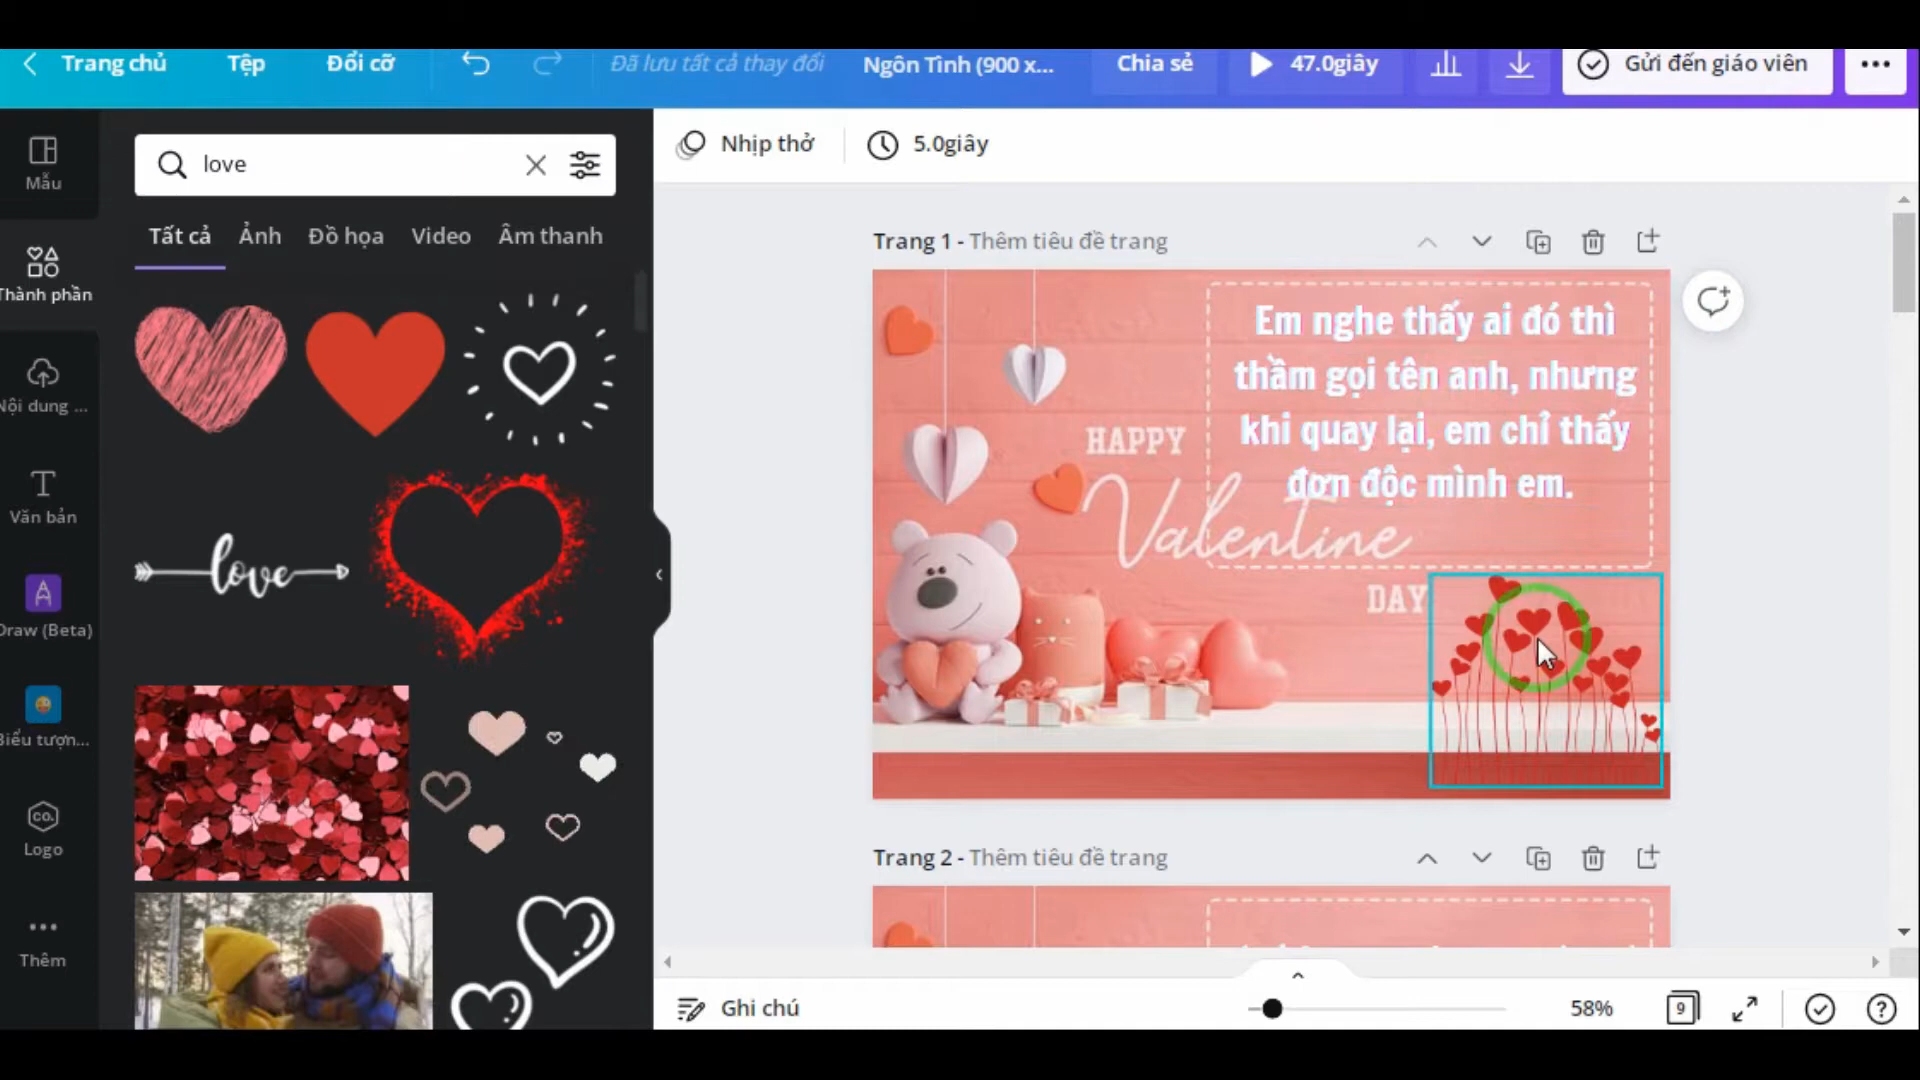 Trang chủ
Tệp
Đổi cỡ
Đã lưu tất cả thay đổi
Ngôn Tình (900 x...
Chia sẻ
47.0giây
Gửi đến giáo viên
Mẫu
Thành phần
Nội dung ...
Văn bản
Draw (Beta)
Biểu tượn...
CO.
Logo
Thêm
love
Tất cả
Ảnh
Đồ họa
Video
Âm thanh
love
Nhịp thở
5.0giây
Trang 1 - Thêm tiêu đề trang
Em nghe thấy ai đó thì
thầm gọi tên anh, nhưng
khi quay lại, em chỉ thấy
đơn độc mình em.
HAPPY
Valentine
DAY
Trang 2 - Thêm tiêu đề trang
Ghi chú
58%
9